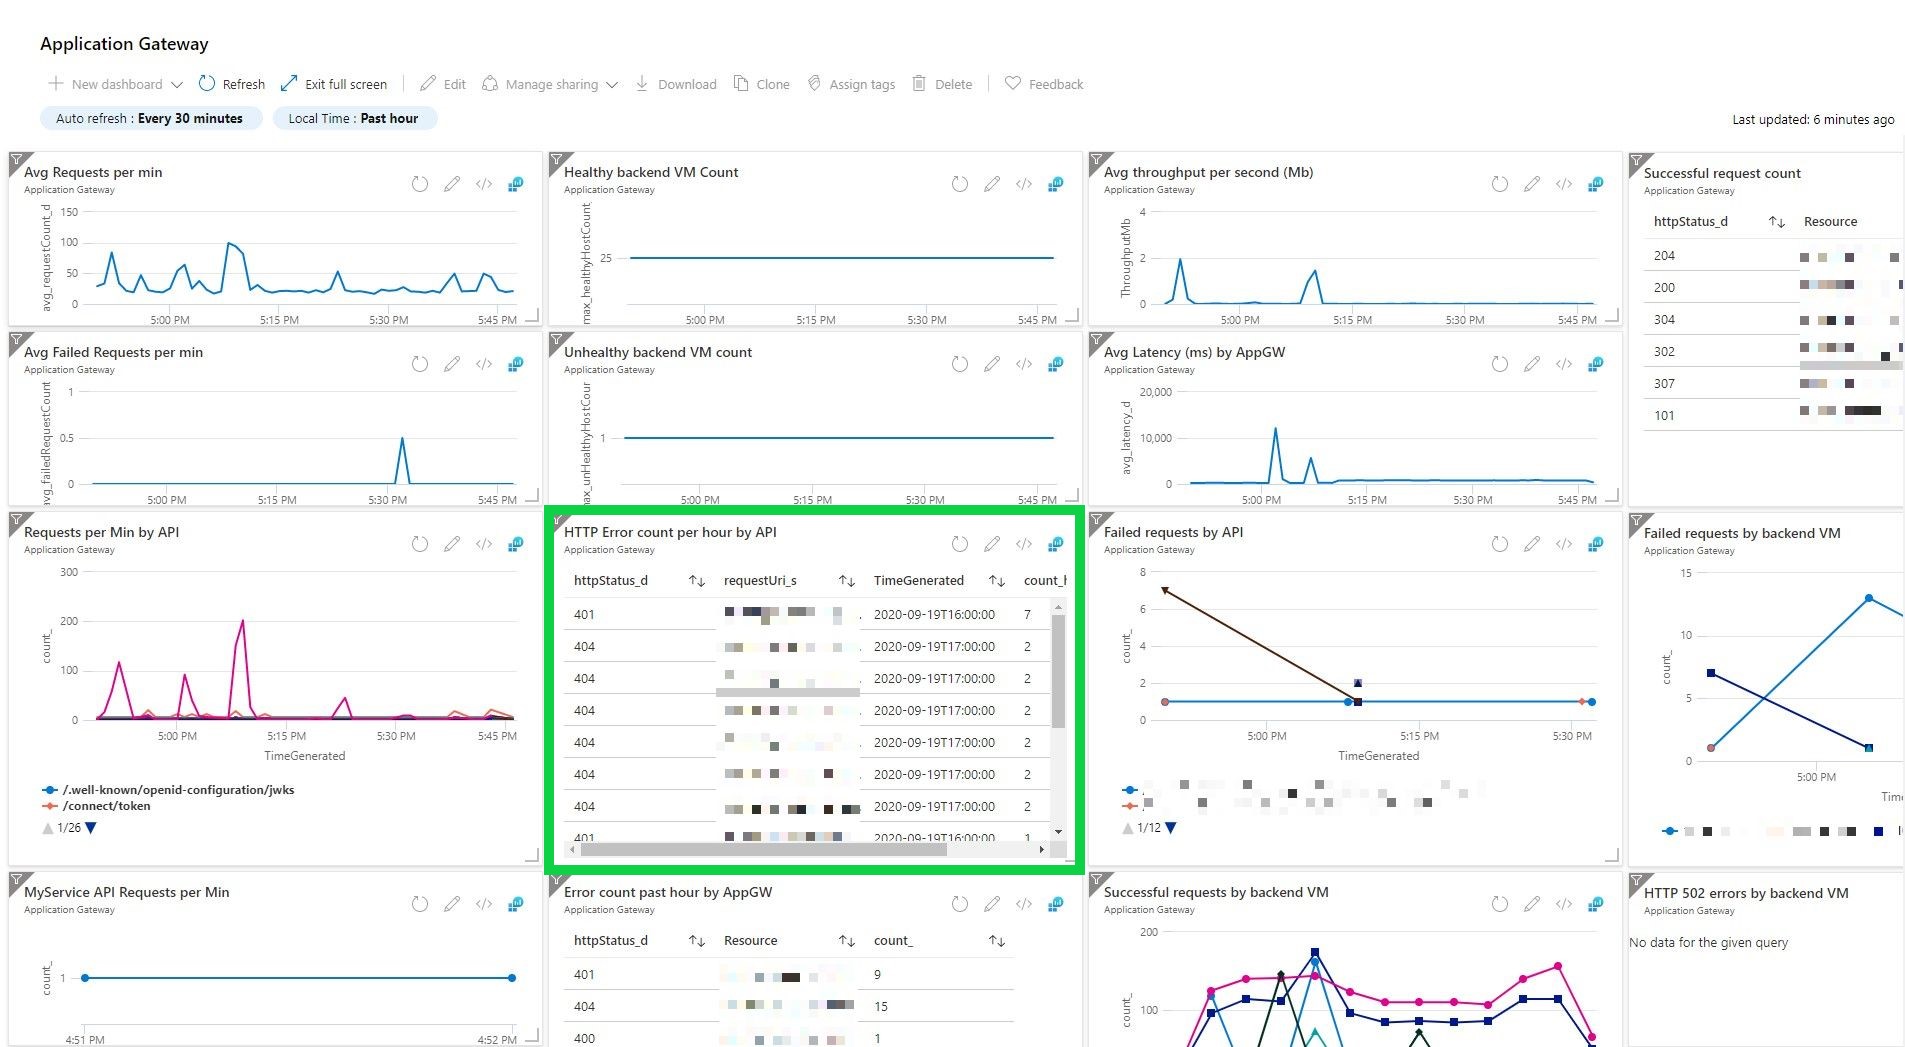 Application Gateway
New dashboard
Refresh
Exit full screen
Edit
Manage sharing
Download
Clone
Assign tags
Delete
Feedback
Auto refresh : Every 30 minutes
Local Time : Past hour
Last updated: 6 minutes ago
Avg Requests per min
Application Gateway
avg_requestCount_d
150
100
50
0
5:00 PM
5:15 PM
5:30 PM
5:45 PM
Healthy backend VM Count
Application Gateway
max_healthyHostCount_
25
5:00 PM
5:15 PM
5:30 PM
5:45 PM
Avg throughput per second (Mb)
Application Gateway
ThroughputMb
4
2
0
5:00 PM
5:15 PM
5:30 PM
5:45 PM
Successful request count
Application Gateway
httpStatus_d Resource
204
200
304
302
307
101
Avg Failed Requests per min
Application Gateway
avg_failedRequestCount
1
0.5
0
5:00 PM
5:15 PM
5:30 PM
5:45 PM
Unhealthy backend VM count
Application Gateway
ax_unHealthyHostCour
1
5:00 PM
5:15 PM
5:30 PM
5:45 PM
Avg Latency (ms) by AppGW
Application Gateway
avg_latency_d
20,000
10,000
0
5:00 PM
5:15 PM
5:30 PM
5:45 PM
Requests per Min by API
Application Gateway
count_
300
200
100
0
5:00 PM
5:15 PM
5:30 PM
5:45 PM
TimeGenerated
/.well-known/openid-configuration/jwks
/connect/token
1/26
HTTP Error count per hour by API
Application Gateway
httpStatus_d requestUri_s TimeGenerated count_
401 2020-09-19T16:00:00 7
404 2020-09-19T17:00:00 2
404 2020-09-19T17:00:00 2
404 2020-09-19T17:00:00 2
404 2020-09-19T17:00:00 2
404 2020-09-19T17:00:00 2
404 2020-09-19T17:00:00 2
401 2020-09-19T16:00:00 1
Failed requests by API
Application Gateway
count_
8
6
4
2
0
5:00 PM
5:15 PM
5:30 PM
TimeGenerated
1/12
Failed requests by backend VM
Application Gateway
count_
15
10
5
0
5:00 PM
Time
MyService API Requests per Min
Application Gateway
count_
1
4:51 PM
4:52 PM
Error count past hour by AppGW
Application Gateway
httpStatus_d Resource count_
401 9
404 15
400 1
Successful requests by backend VM
Application Gateway
count_
200
100
HTTP 502 errors by backend VM
Application Gateway
No data for the given query